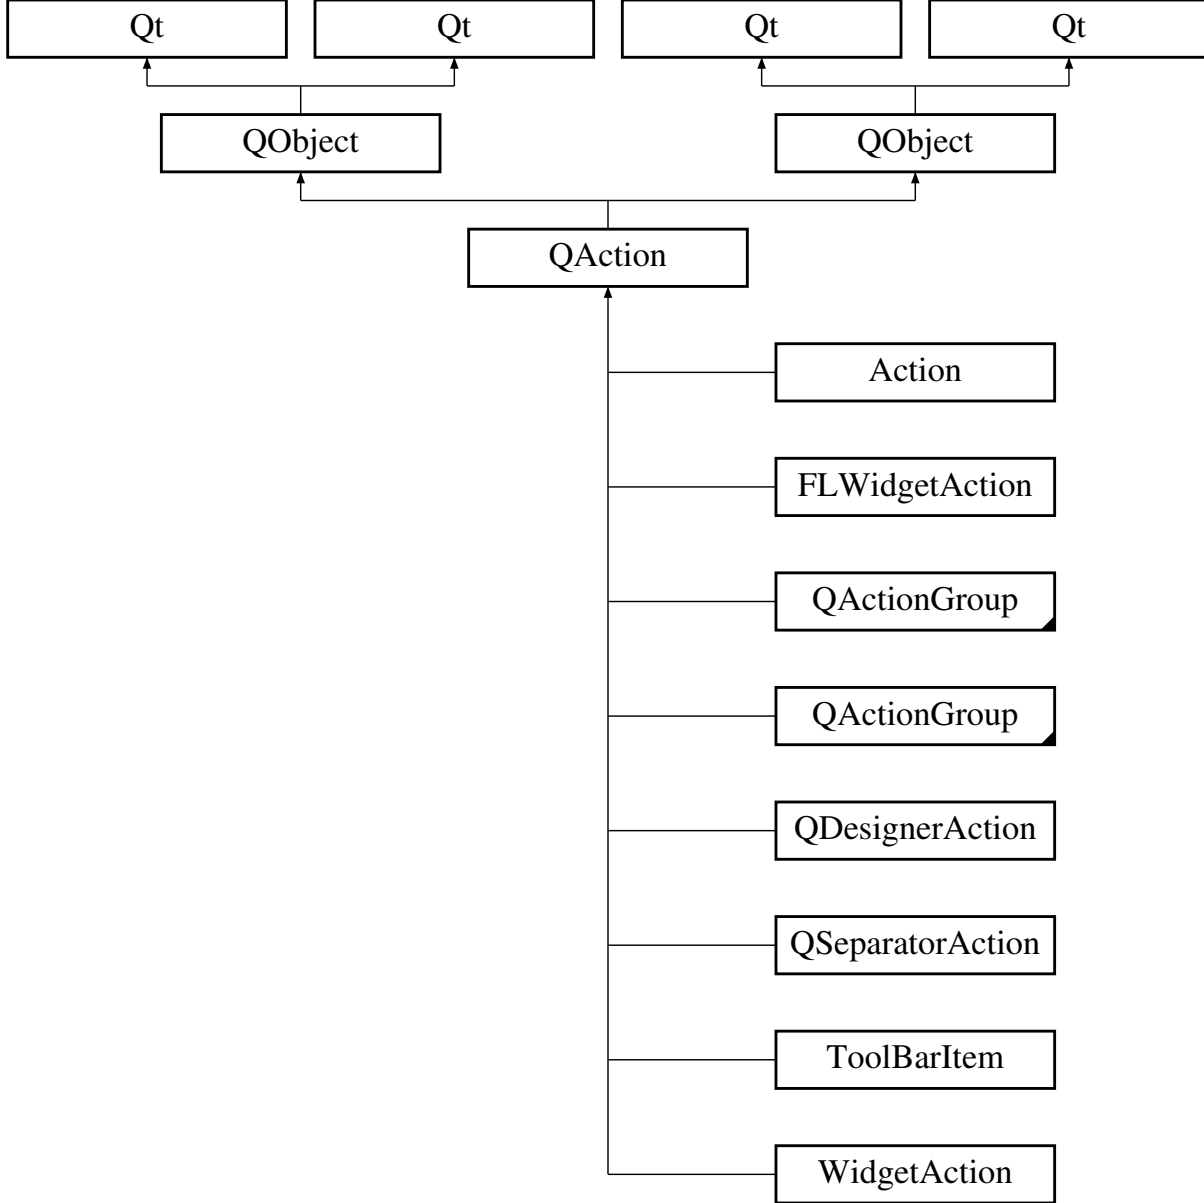 Qt
Qt
Qt
Qt
QObject
QObject
QAction
Action
FLWidgetAction
QActionGroup
QActionGroup
QDesignerAction
QSeparatorAction
ToolBarItem
WidgetAction